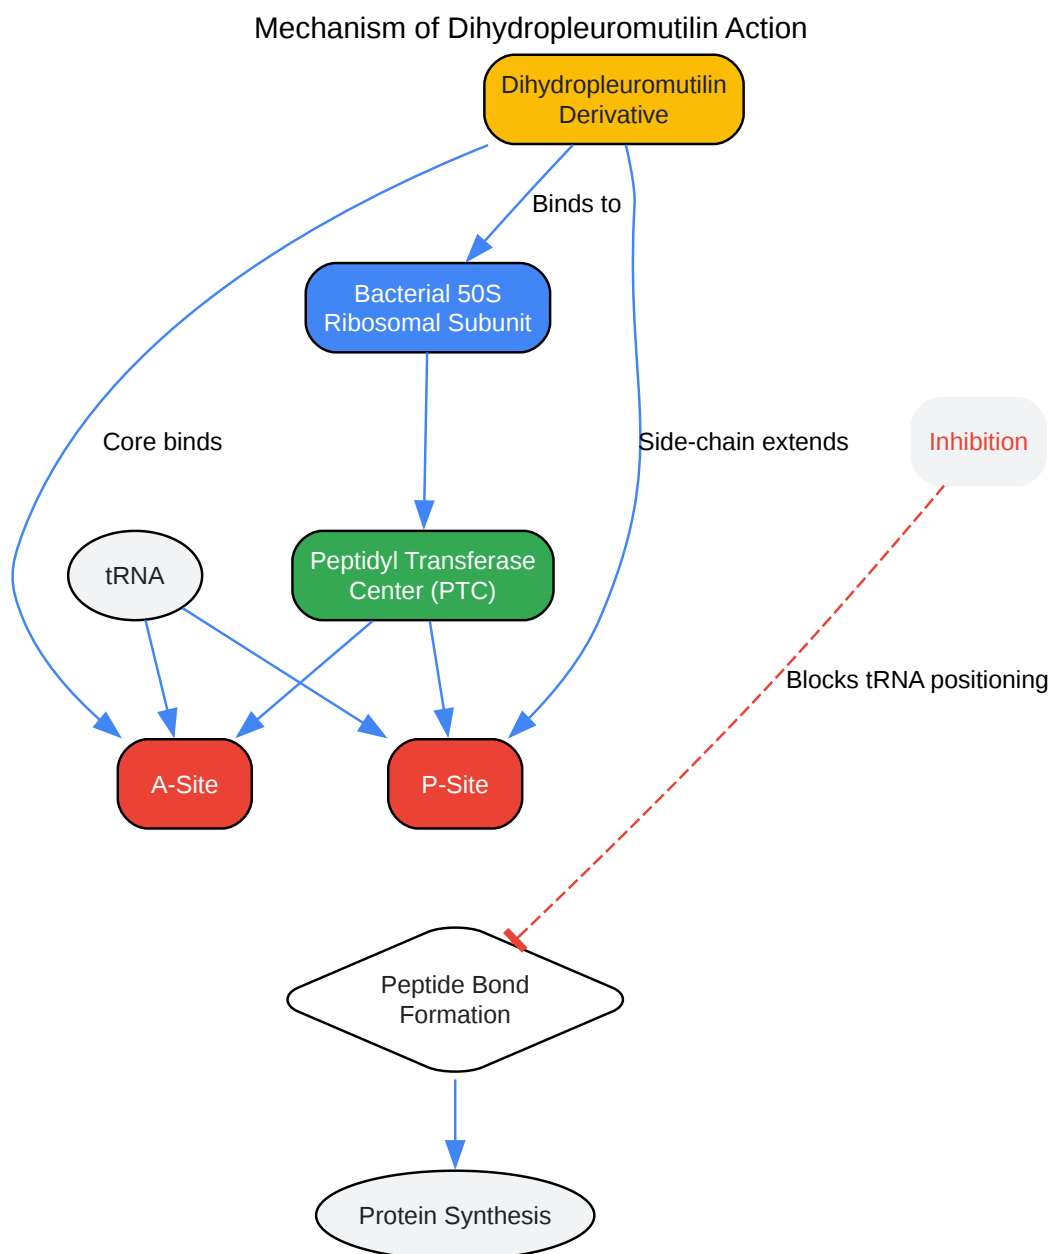 Mechanism of Dihydropleuromutilin Action
Dihydropleuromutilin
Derivative
Binds to
Bacterial 50S
Ribosomal Subunit
Core binds
Side-chain extends
Inhibition
tRNA
Peptidyl Transferase
Center (PTC)
Blocks tRNA positioning
A-Site
P-Site
Peptide Bond
Formation
Protein Synthesis